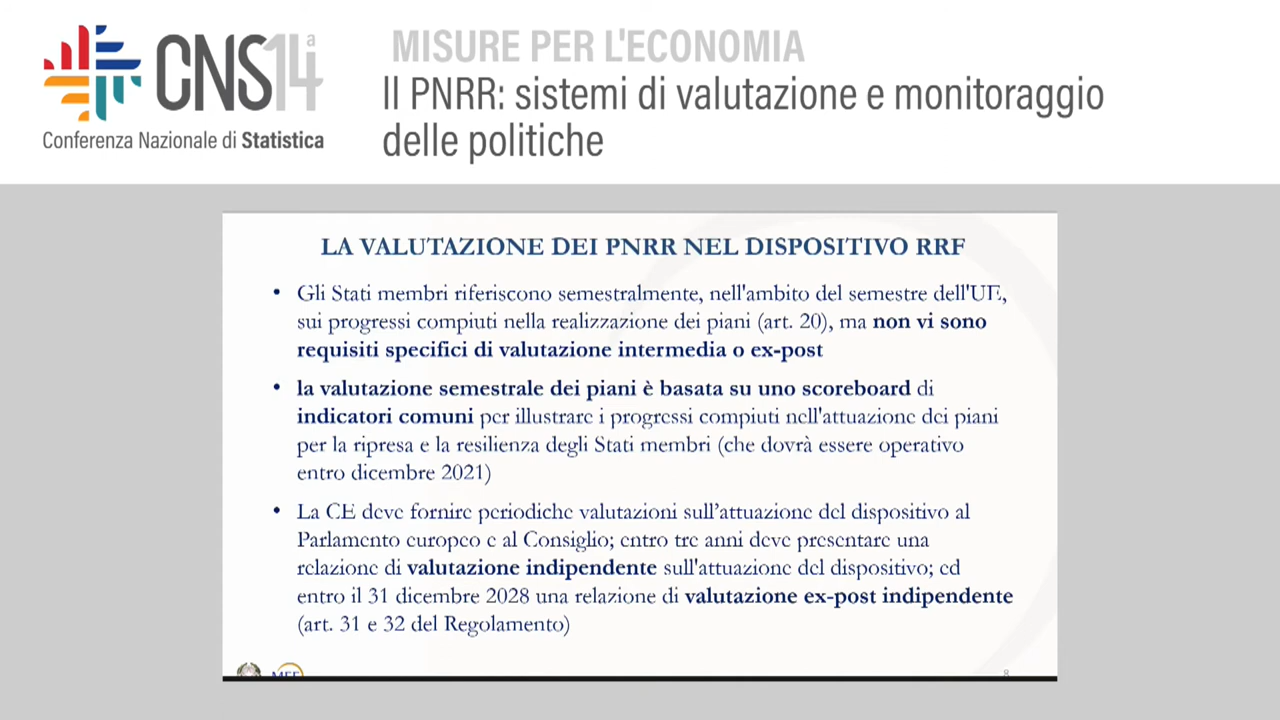 CNS14ª
Conferenza Nazionale di Statistica
MISURE PER L'ECONOMIA
Il PNRR: sistemi di valutazione e monitoraggio
delle politiche
LA VALUTAZIONE DEI PNRR NEL DISPOSITIVO RRF
• Gli Stati membri riferiscono semestralmente, nell'ambito del semestre dell'UE,
sui progressi compiuti nella realizzazione dei piani (art. 20), ma non vi sono
requisiti specifici di valutazione intermedia o ex-post
• la valutazione semestrale dei piani è basata su uno scoreboard di
indicatori comuni per illustrare i progressi compiuti nell'attuazione dei piani
per la ripresa e la resilienza degli Stati membri (che dovrà essere operativo
entro dicembre 2021)
• La CE deve fornire periodiche valutazioni sull'attuazione del dispositivo al
Parlamento europeo e al Consiglio; entro tre anni deve presentare una
relazione di valutazione indipendente sull'attuazione del dispositivo; ed
entro il 31 dicembre 2028 una relazione di valutazione ex-post indipendente
(art. 31 e 32 del Regolamento)
MEF
8